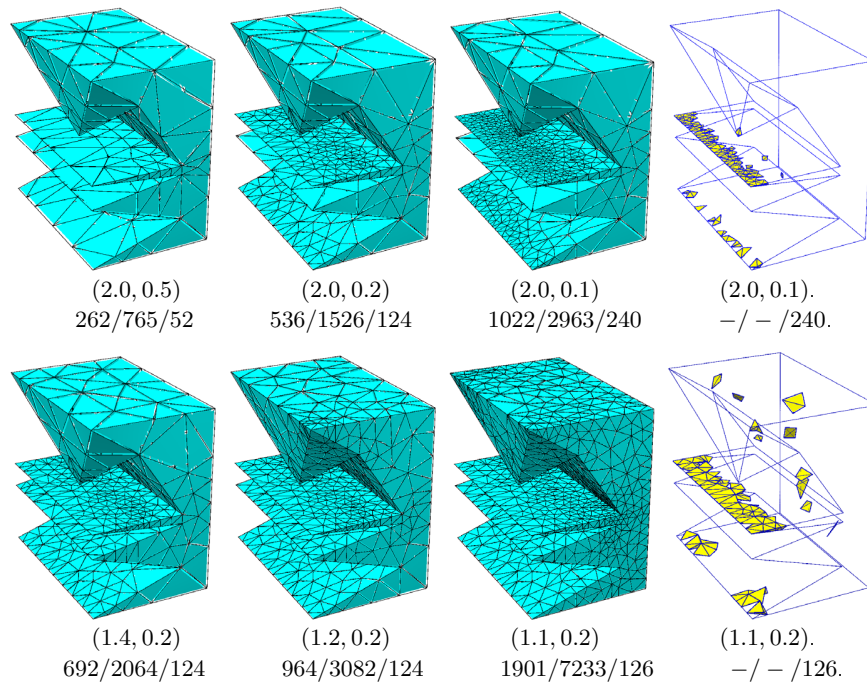 (2.0, 0.5) (2.0, 0.2) (2.0, 0.1) (2.0, 0.1).
262/765/52 536/1526/124 1022/2963/240 −/ − /240.
(1.4, 0.2) (1.2, 0.2) (1.1, 0.2) (1.1, 0.2).
692/2064/124 964/3082/124 1901/7233/126 −/ − /126.